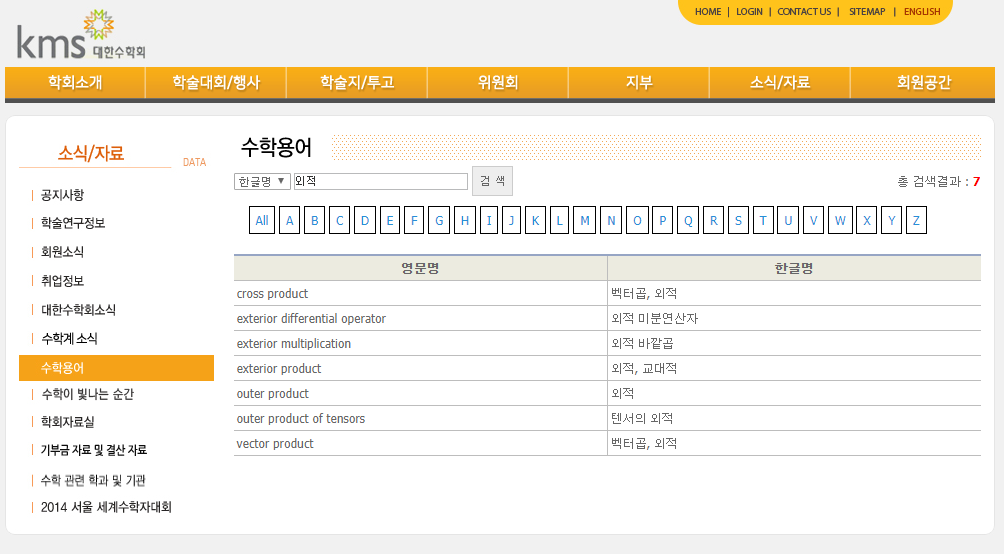 HOME | LOGIN | CONTACT US | SITEMAP | ENGLISH
kms 대한수학회
학회소개 학술대회/행사 학술지/투고 위원회 지부 소식/자료 회원공간
소식/자료 DATA
공지사항
학술연구정보
회원소식
취업정보
대한수학회소식
수학계 소식
수학용어
수학이 빛나는 순간
학회자료실
기부금 자료 및 결산 자료
수학 관련 학과 및 기관
2014 서울 세계수학자대회
수학용어
한글명 외적 검 색 총 검색결과 : 7
All A B C D E F G H I J K L M N O P Q R S T U V W X Y Z
영문명 한글명
cross product 벡터곱, 외적
exterior differential operator 외적 미분연산자
exterior multiplication 외적 바깥곱
exterior product 외적, 교대적
outer product 외적
outer product of tensors 텐서의 외적
vector product 벡터곱, 외적